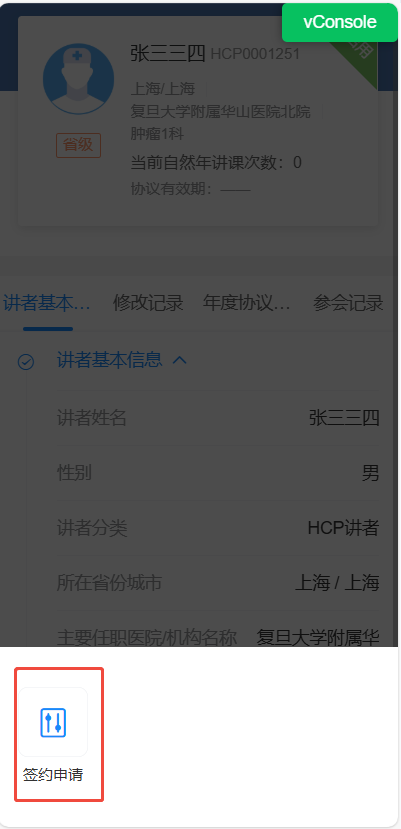 vConsole
张三三四 HCP0001251
上海/上海
复旦大学附属华山医院北院
肿瘤1科
省级
当前自然年讲课次数：0
协议有效期：——
讲者基本... 修改记录 年度协议... 参会记录
讲者基本信息
讲者姓名 张三三四
性别 男
讲者分类 HCP讲者
所在省份城市 上海 / 上海
主要任职医院/机构名称 复旦大学附属华
签约申请